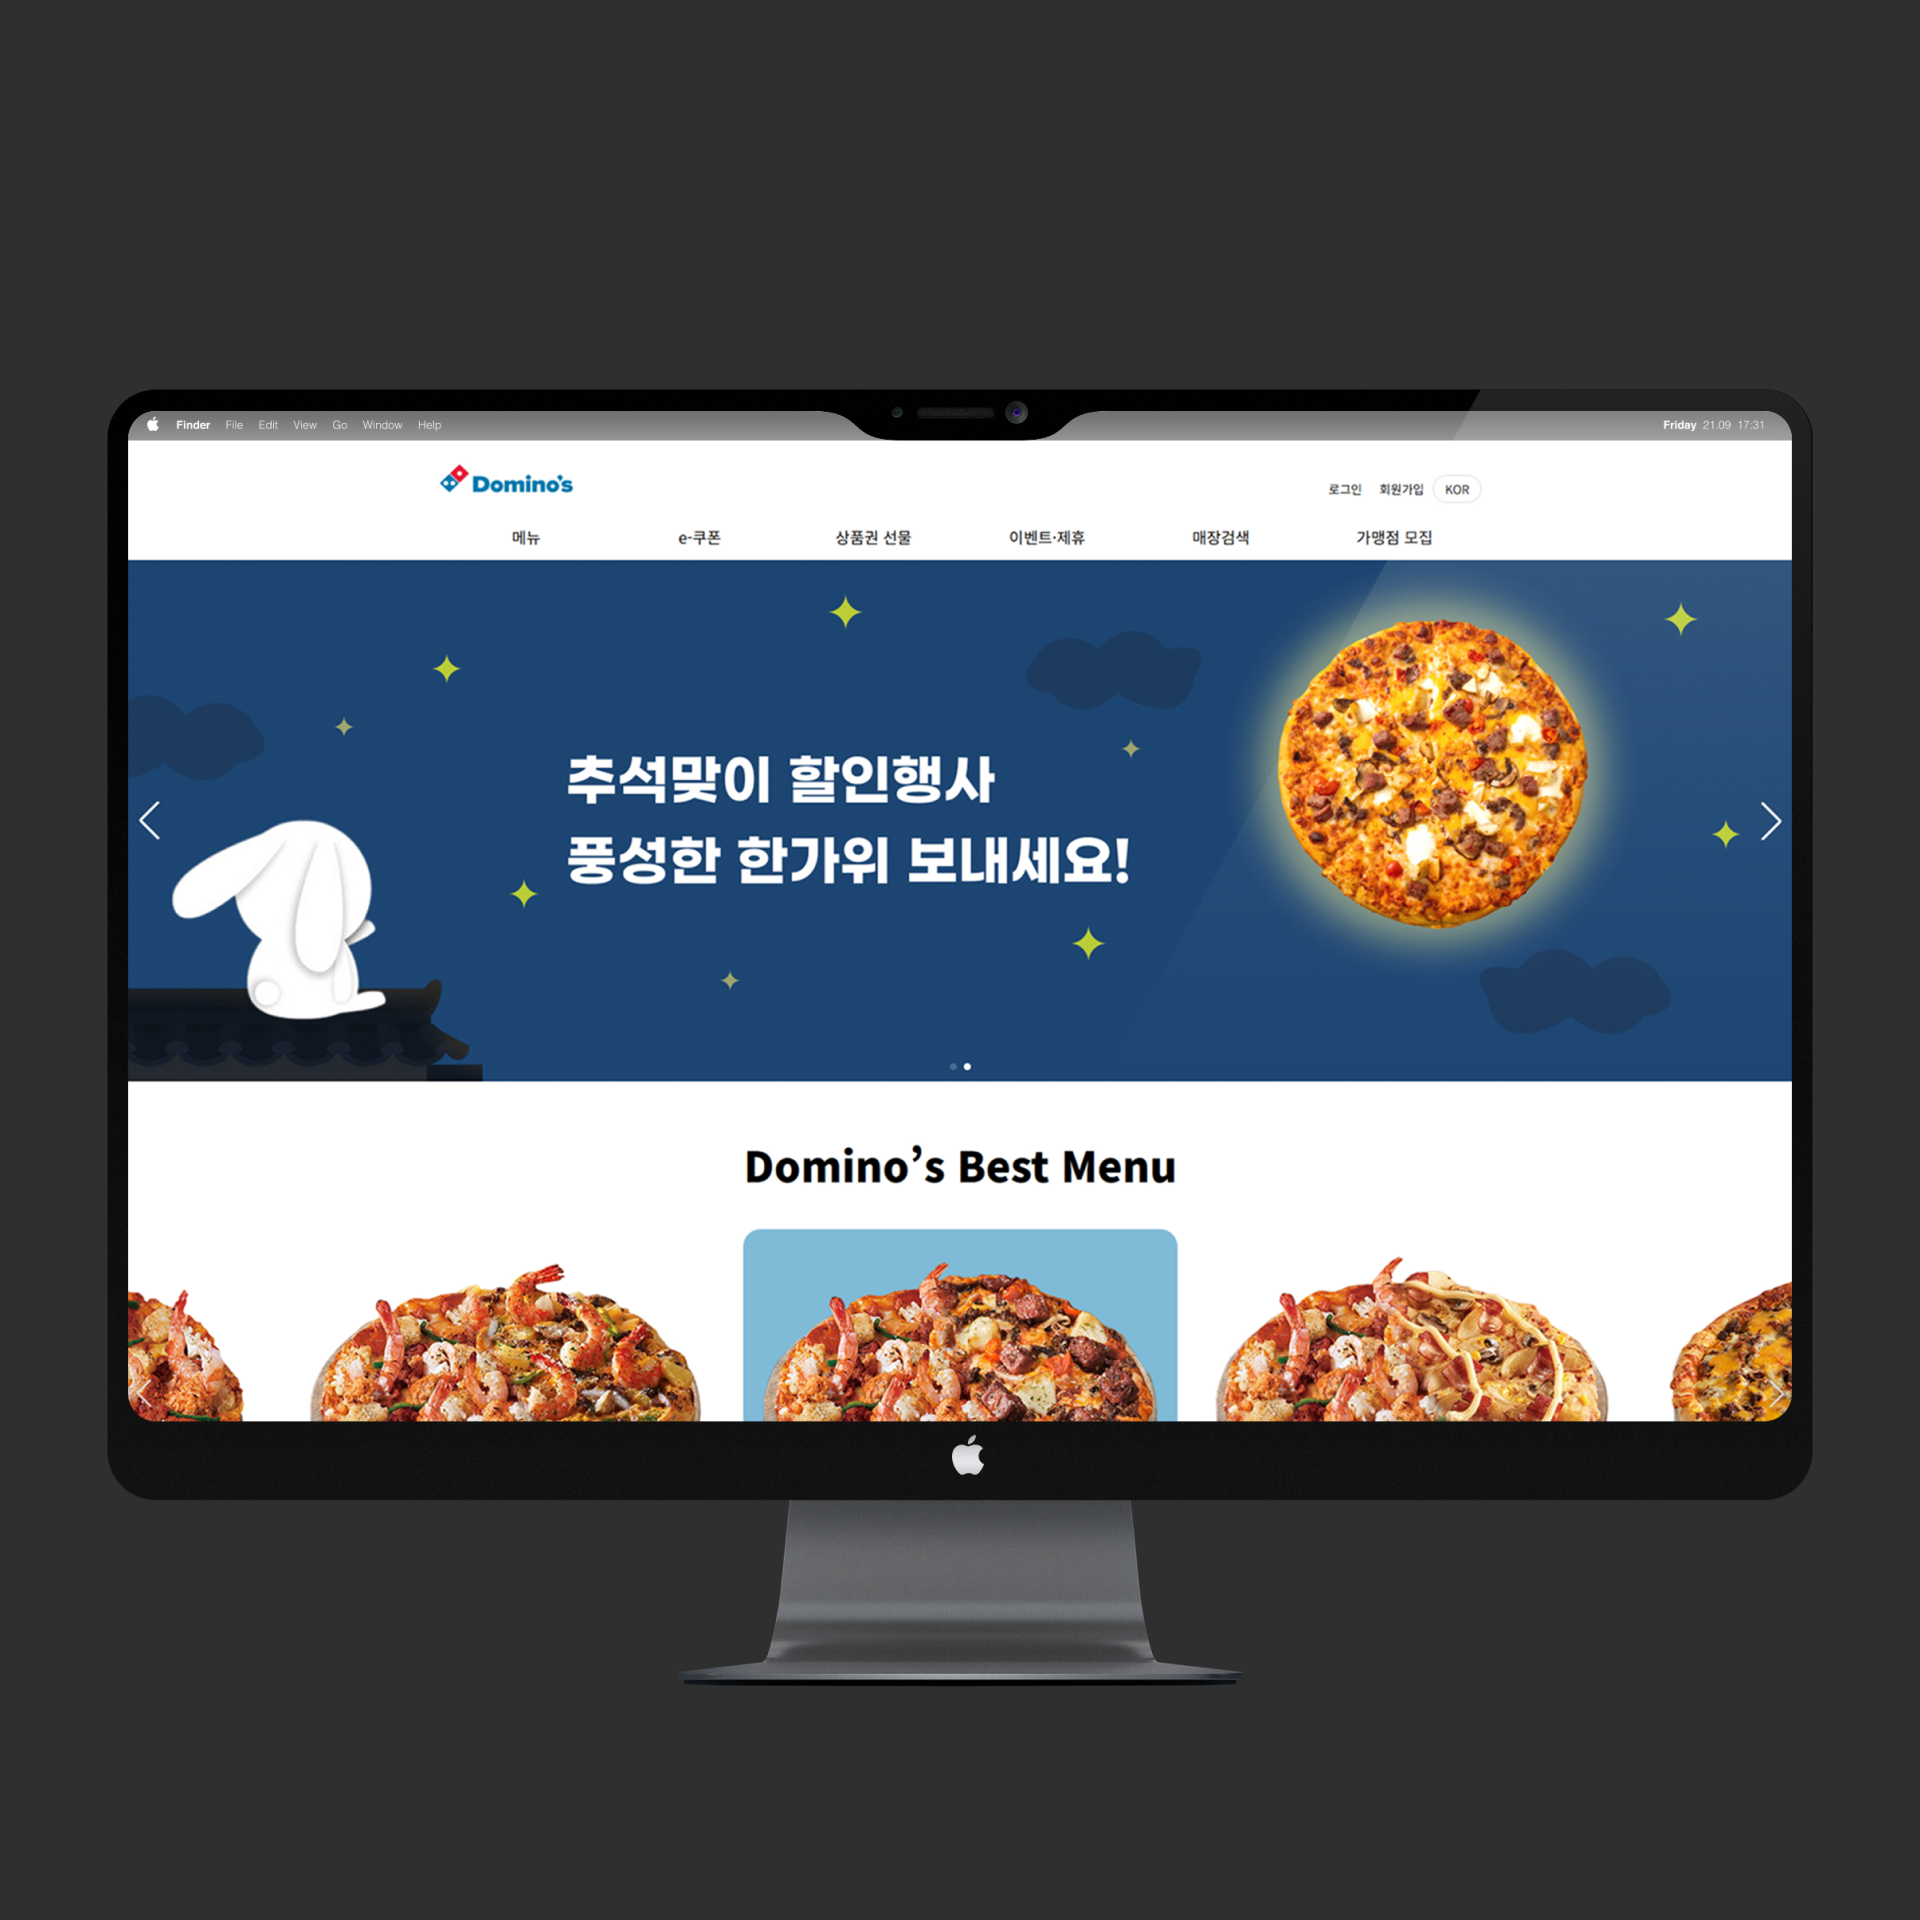 Finder File Edit View Go Window Help
Friday 21.09 17:31
Domino's
로그인 회원가입 KOR
메뉴 e-쿠폰 상품권 선물 이벤트·제휴 매장검색 가맹점 모집
추석맞이 할인행사
풍성한 한가위 보내세요!
Domino’s Best Menu